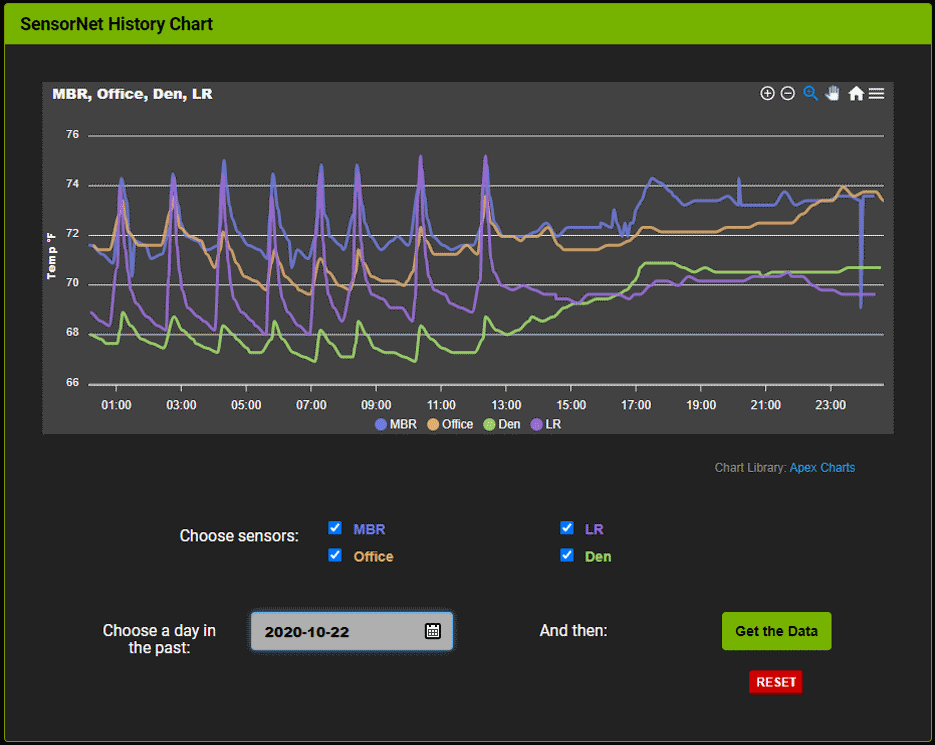 SensorNet History Chart
MBR, Office, Den, LR
76
74
72
70
68
66
Temp °F
01:00 03:00 05:00 07:00 09:00 11:00 13:00 15:00 17:00 19:00 21:00 23:00
MBR Office Den LR
Chart Library: Apex Charts
Choose sensors:
MBR LR
Office Den
Choose a day in
the past:
2020-10-22
And then:
Get the Data
RESET